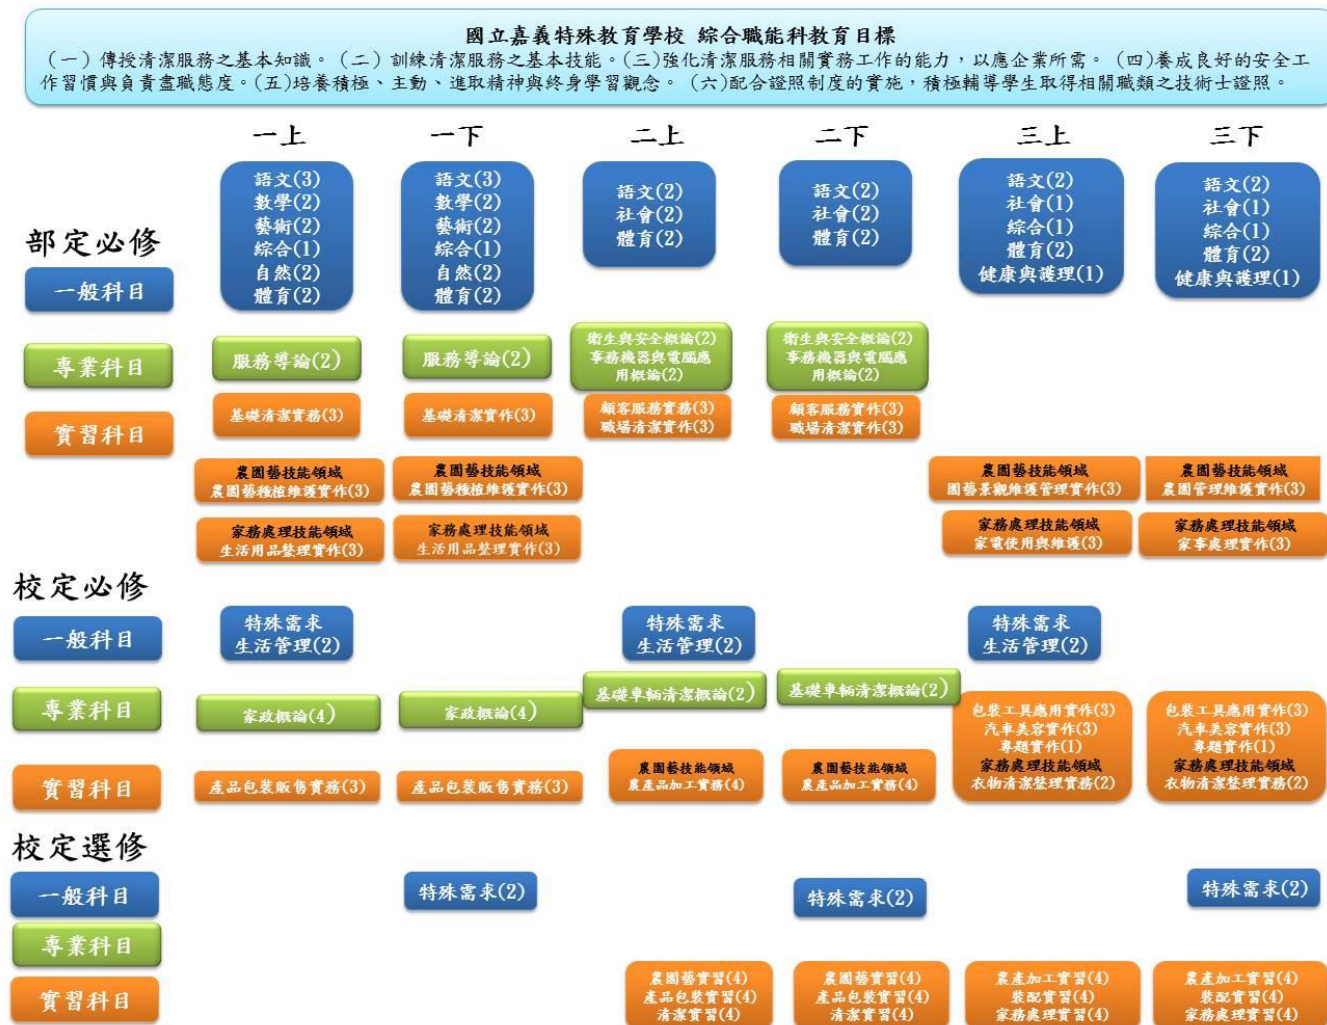 國立嘉義特殊教育學校 綜合職能科教育目標
(一) 傳授清潔服務之基本知識。(二) 訓練清潔服務之基本技能。(三)強化清潔服務相關實務工作的能力，以應企業所需。 (四)養成良好的安全工
作習慣與負責盡職態度。(五)培養積極、主動、進取精神與終身學習觀念。 (六)配合證照制度的實施，積極輔導學生取得相關職類之技術士證照。
一上 一下 二上 二下 三上 三下
部定必修
一般科目
語文(3)
數學(2)
藝術(2)
綜合(1)
自然(2)
體育(2)
語文(3)
數學(2)
藝術(2)
綜合(1)
自然(2)
體育(2)
語文(2)
社會(2)
體育(2)
語文(2)
社會(2)
體育(2)
語文(2)
社會(1)
綜合(1)
體育(2)
健康與護理(1)
語文(2)
社會(1)
綜合(1)
體育(2)
健康與護理(1)
專業科目
服務導論(2)
服務導論(2)
衛生與安全概論(2)
事務機器與電腦應
用概論(2)
衛生與安全概論(2)
事務機器與電腦應
用概論(2)
實習科目
基礎清潔實務(3)
基礎清潔實作(3)
顧客服務實務(3)
職場清潔實作(3)
顧客服務實作(3)
職場清潔實作(3)
農園藝技能領域
農園藝種植維護實作(3)
農園藝技能領域
農園藝種植維護實作(3)
農園藝技能領域
園藝景觀維護管理實作(3)
農園藝技能領域
農園管理維護實作(3)
家務處理技能領域
生活用品整理實作(3)
家務處理技能領域
生活用品整理實作(3)
家務處理技能領域
家電使用與維護(3)
家務處理技能領域
家事處理實作(3)
校定必修
一般科目
特殊需求
生活管理(2)
特殊需求
生活管理(2)
特殊需求
生活管理(2)
專業科目
家政概論(4)
家政概論(4)
基礎車輛清潔概論(2)
基礎車輛清潔概論(2)
實習科目
產品包裝販售實務(3)
產品包裝販售實務(3)
農園藝技能領域
農產品加工實務(4)
農園藝技能領域
農產品加工實務(4)
包裝工具應用實作(3)
汽車美容實作(3)
專題實作(1)
家務處理技能領域
衣物清潔整理實務(2)
包裝工具應用實作(3)
汽車美容實作(3)
專題實作(1)
家務處理技能領域
衣物清潔整理實務(2)
校定選修
一般科目
特殊需求(2)
特殊需求(2)
特殊需求(2)
專業科目
實習科目
農園藝實習(4)
產品包裝實習(4)
清潔實習(4)
農園藝實習(4)
產品包裝實習(4)
清潔實習(4)
農產加工實習(4)
裝配實習(4)
家務處理實習(4)
農產加工實習(4)
裝配實習(4)
家務處理實習(4)